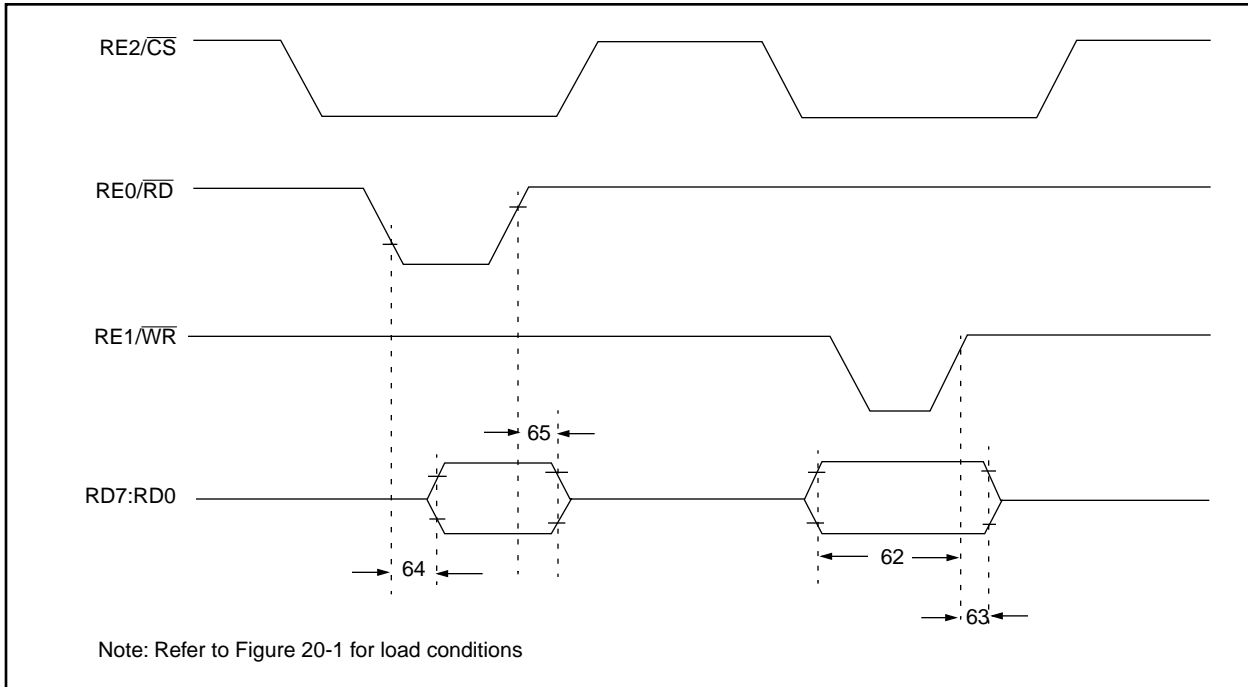 RE2/CS
RE0/RD
RE1/WR
65
RD7:RD0
64
62
63
Note: Refer to Figure 20-1 for load conditions